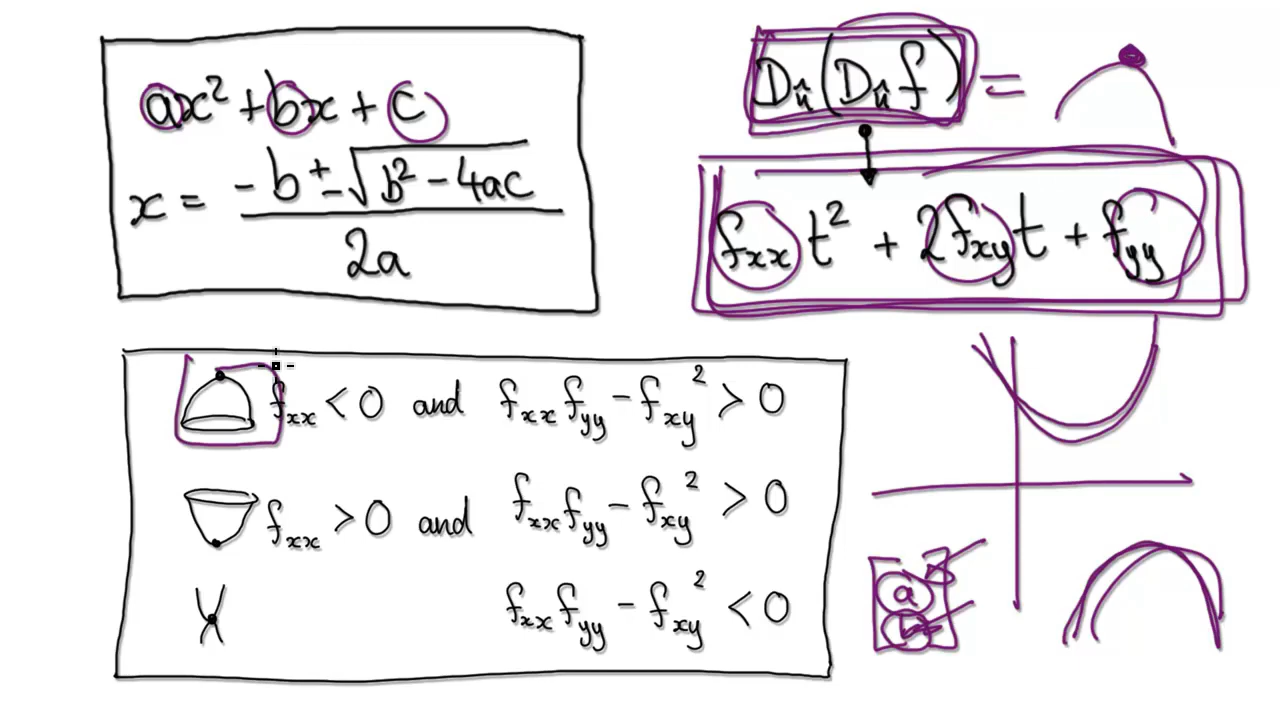 ax² + bx + c
x = -b ± √(b² - 4ac) / 2a
D_û(D_û f) =
f_xx t² + 2f_xy t + f_yy
f_xx < 0 and f_xx f_yy - f_xy² > 0
f_xx > 0 and f_xx f_yy - f_xy² > 0
f_xx f_yy - f_xy² < 0
a